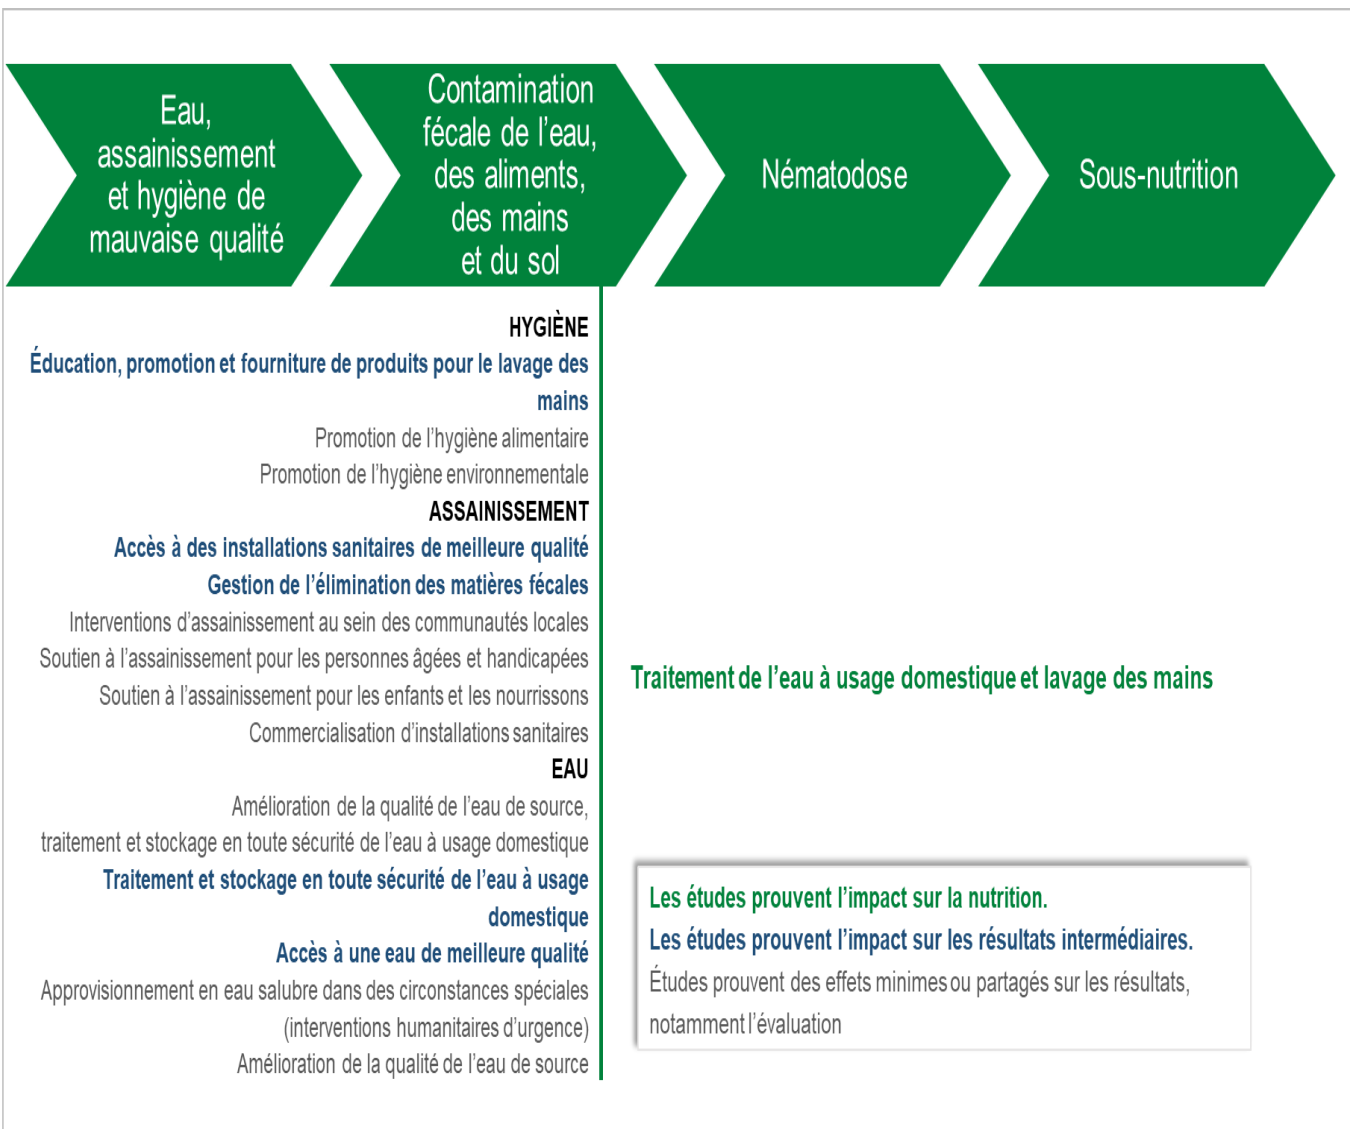 Eau,
assainissement
et hygiène de
mauvaise qualité
Contamination
fécale de l’eau,
des aliments,
des mains
et du sol
Nématodose
Sous-nutrition
HYGIÈNE
Éducation, promotion et fourniture de produits pour le lavage des
mains
Promotion de l’hygiène alimentaire
Promotion de l’hygiène environnementale
ASSAINISSEMENT
Accès à des installations sanitaires de meilleure qualité
Gestion de l’élimination des matières fécales
Interventions d’assainissement au sein des communautés locales
Soutien à l’assainissement pour les personnes âgées et handicapées
Soutien à l’assainissement pour les enfants et les nourrissons
Commercialisation d’installations sanitaires
EAU
Amélioration de la qualité de l’eau de source,
traitement et stockage en toute sécurité de l’eau à usage domestique
Traitement et stockage en toute sécurité de l’eau à usage
domestique
Accès à une eau de meilleure qualité
Approvisionnement en eau salubre dans des circonstances spéciales
(interventions humanitaires d’urgence)
Amélioration de la qualité de l’eau de source
Traitement de l’eau à usage domestique et lavage des mains
Les études prouvent l’impact sur la nutrition.
Les études prouvent l’impact sur les résultats intermédiaires.
Études prouvent des effets minimes ou partagés sur les résultats,
notamment l’évaluation